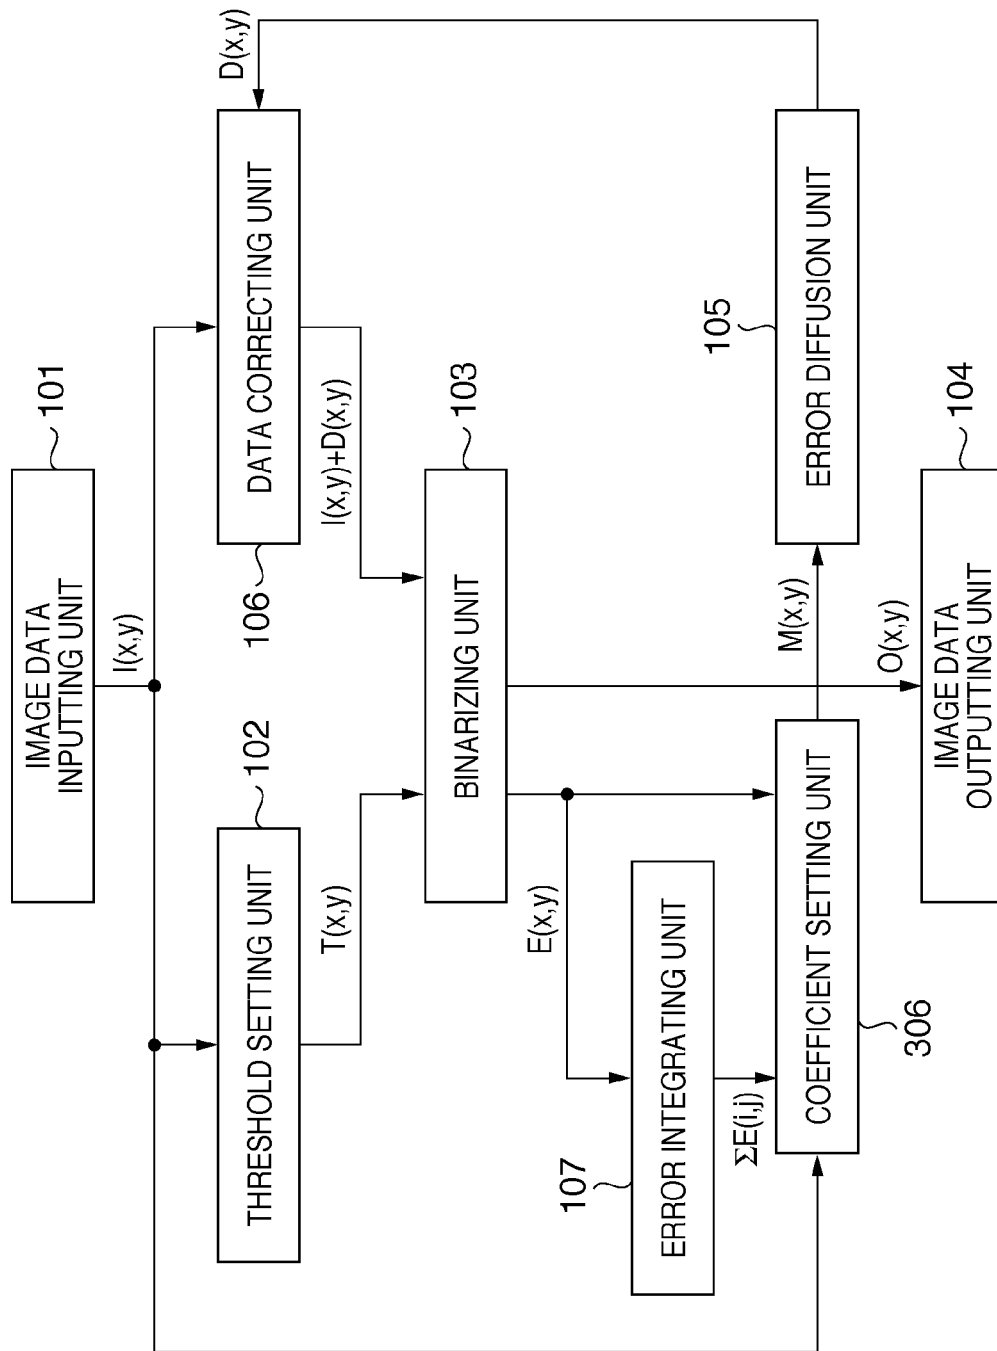 IMAGE DATA
INPUTTING UNIT
101
I(x,y)
THRESHOLD SETTING UNIT
102
T(x,y)
DATA CORRECTING UNIT
106
D(x,y)
I(x,y)+D(x,y)
BINARIZING UNIT
103
E(x,y)
ERROR INTEGRATING UNIT
107
ΣE(i,j)
COEFFICIENT SETTING UNIT
306
M(x,y)
ERROR DIFFUSION UNIT
105
O(x,y)
IMAGE DATA
OUTPUTTING UNIT
104